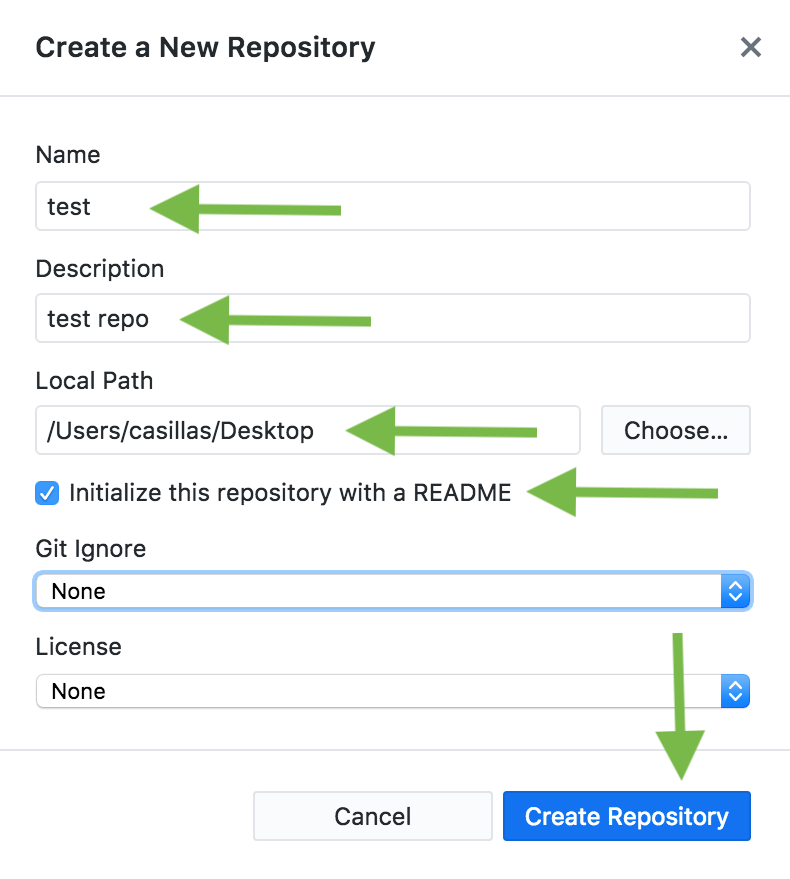 Create a New Repository
Name
test
Description
test repo
Local Path
/Users/casillas/Desktop
Choose...
Initialize this repository with a README
Git Ignore
None
License
None
Cancel
Create Repository